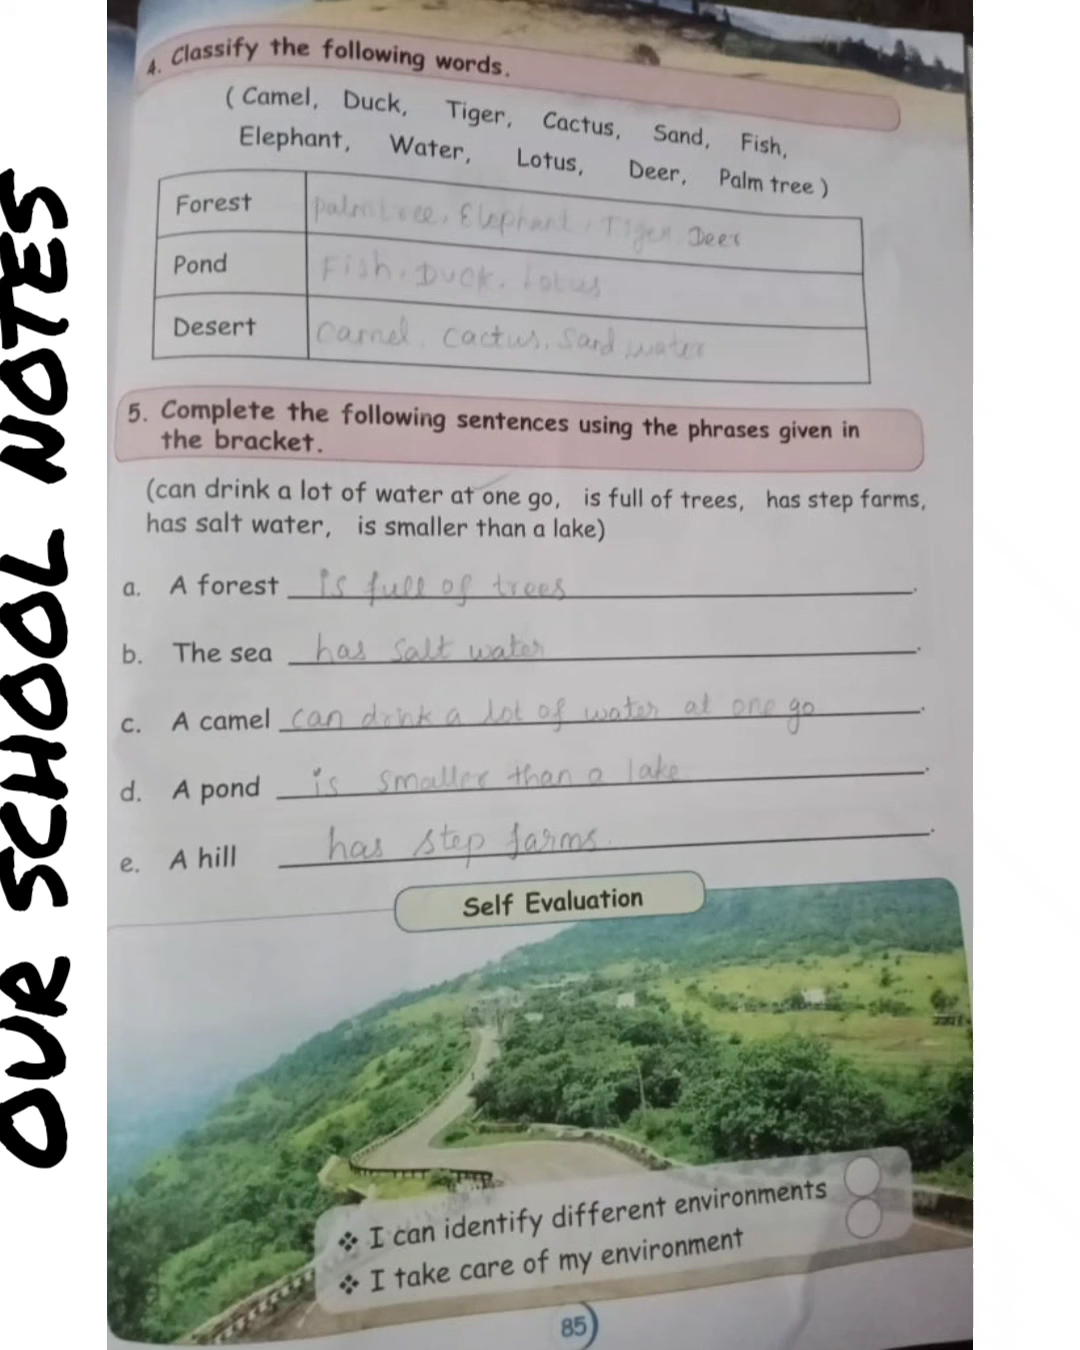 OUR SCHOOL NOTES
4. Classify the following words.
( Camel, Duck, Tiger, Cactus, Sand, Fish,
Elephant, Water, Lotus, Deer, Palm tree )
Forest palmtree, Elephant, Tiger Deer
Pond Fish, Duck, Lotus
Desert Camel, Cactus, Sand water
5. Complete the following sentences using the phrases given in
the bracket.
(can drink a lot of water at one go, is full of trees, has step farms,
has salt water, is smaller than a lake)
a. A forest is full of trees.
b. The sea has salt water.
c. A camel can drink a lot of water at one go.
d. A pond is smaller than a lake.
e. A hill has step farms.
Self Evaluation
❖ I can identify different environments
❖ I take care of my environment
85